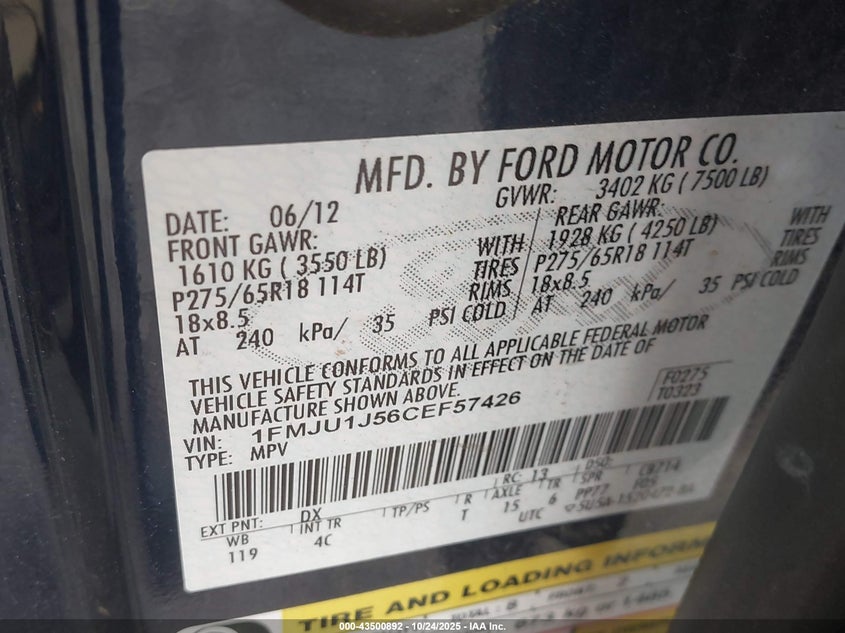 MFD. BY FORD MOTOR CO.
DATE: 06/12 GVWR: 3402 KG ( 7500 LB)
FRONT GAWR: REAR GAWR:
1610 KG ( 3550 LB) WITH 1928 KG ( 4250 LB) WITH
P275/65R18 114T TIRES P275/65R18 114T TIRES
18x8.5 RIMS 18x8.5 RIMS
AT 240 kPa/ 35 PSI COLD AT 240 kPa/ 35 PSI COLD
THIS VEHICLE CONFORMS TO ALL APPLICABLE FEDERAL MOTOR
VEHICLE SAFETY STANDARDS IN EFFECT ON THE DATE OF
MANUFACTURE SHOWN ABOVE.
F0275
T0323
VIN: 1FMJU1J56CEF57426
TYPE: MPV
EXT PNT: DX RC: 13 DSO:
WB INT TR TP/PS R AXLE TR SPR C8714
119 4C T 15 6 PP77 F05
UTC
TIRE AND LOADING INFORM
000-43500892 - 10/24/2025 - IAA Inc.